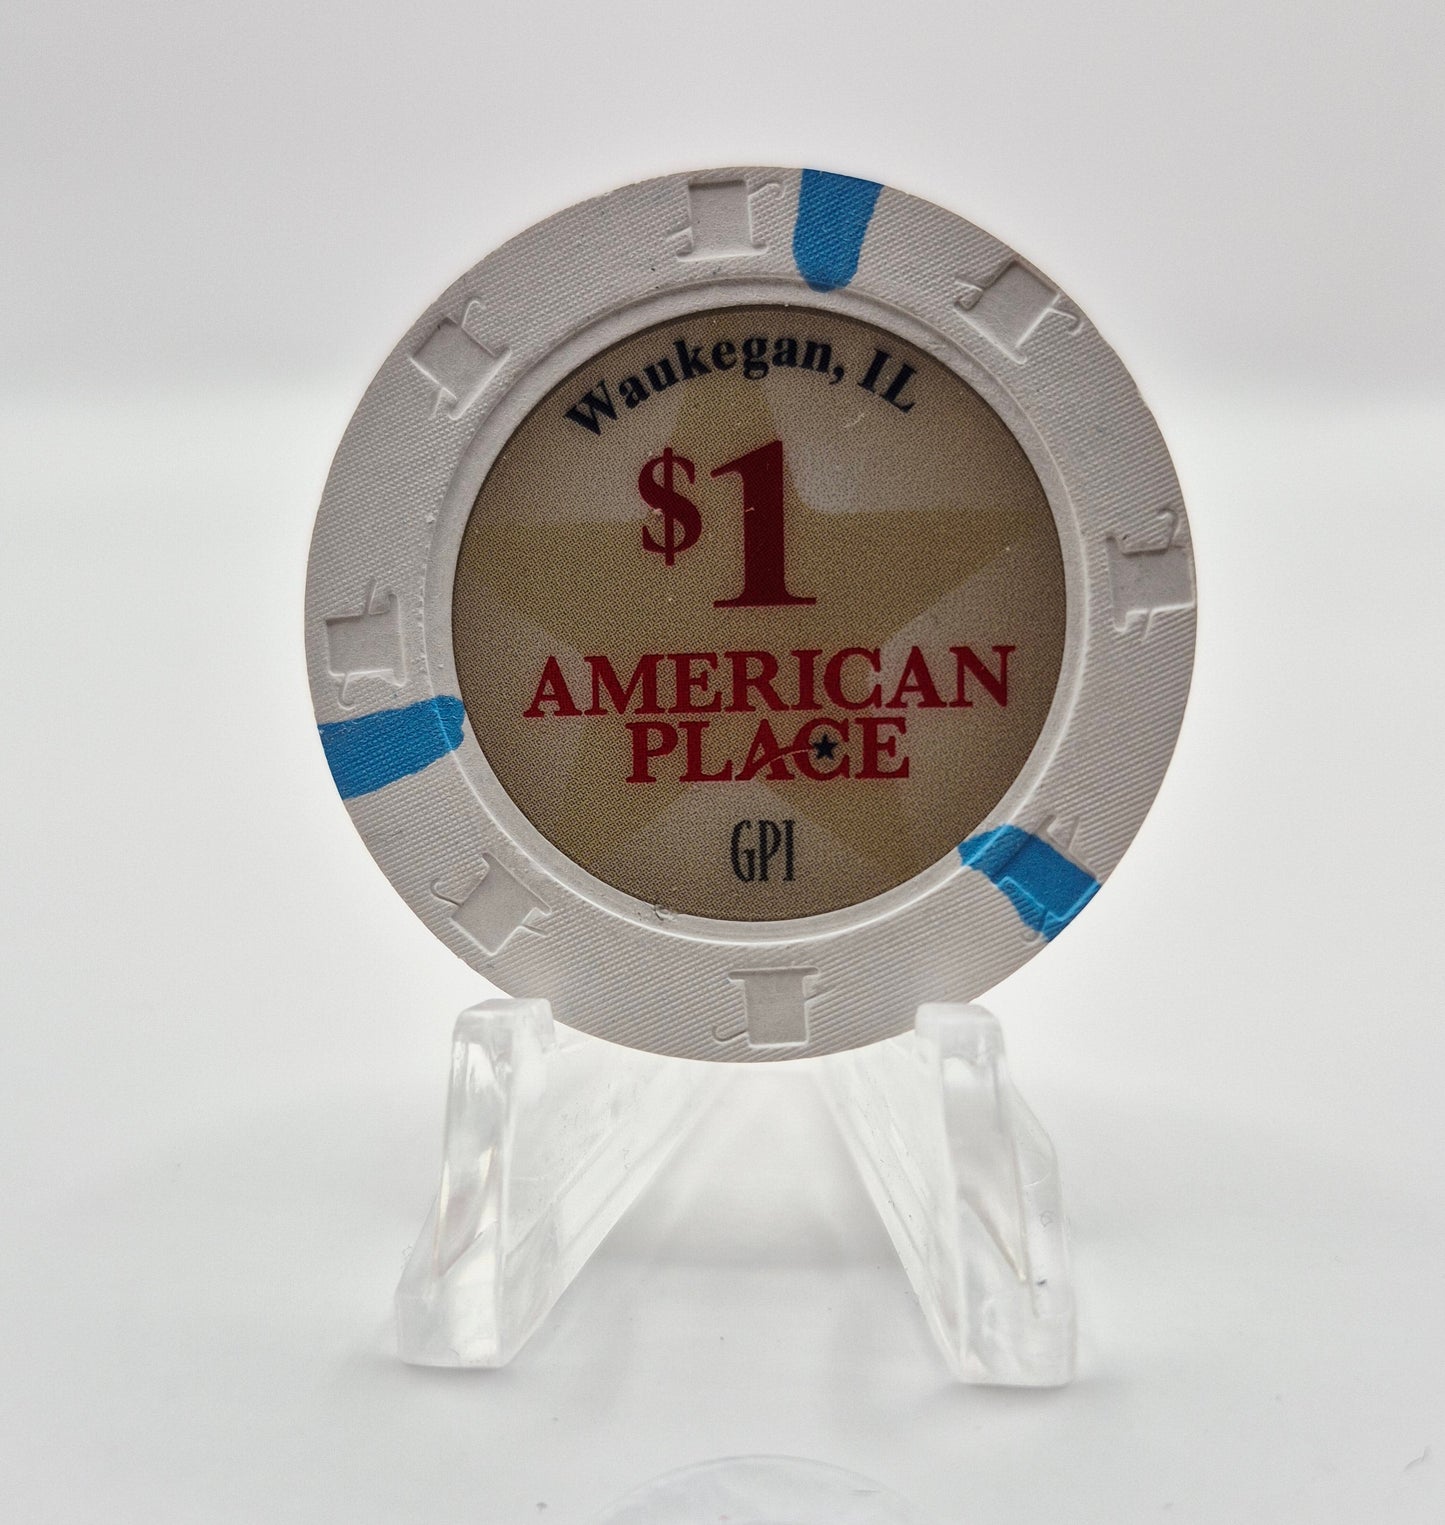 Waukegan, IL
$1
AMERICAN
PLACE
GPI